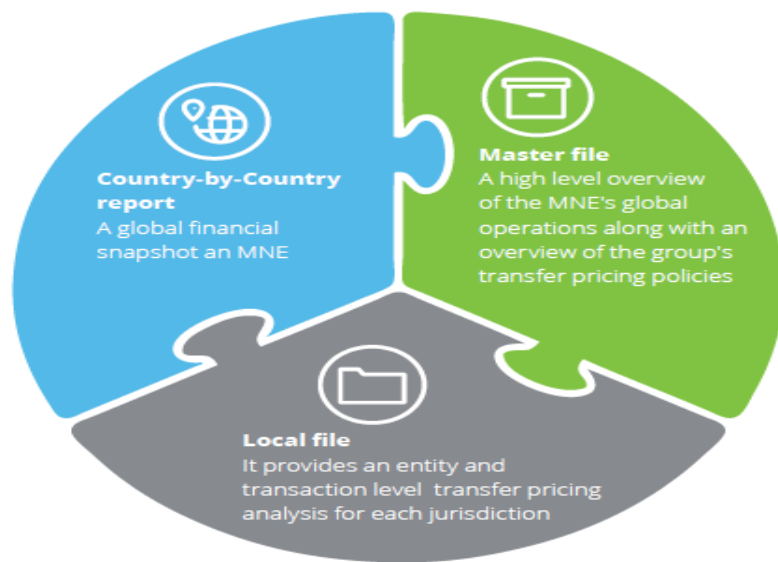 Country-by-Country
report
A global financial
snapshot an MNE
Master file
A high level overview
of the MNE's global
operations along with an
overview of the group's
transfer pricing policies
Local file
It provides an entity and
transaction level transfer pricing
analysis for each jurisdiction